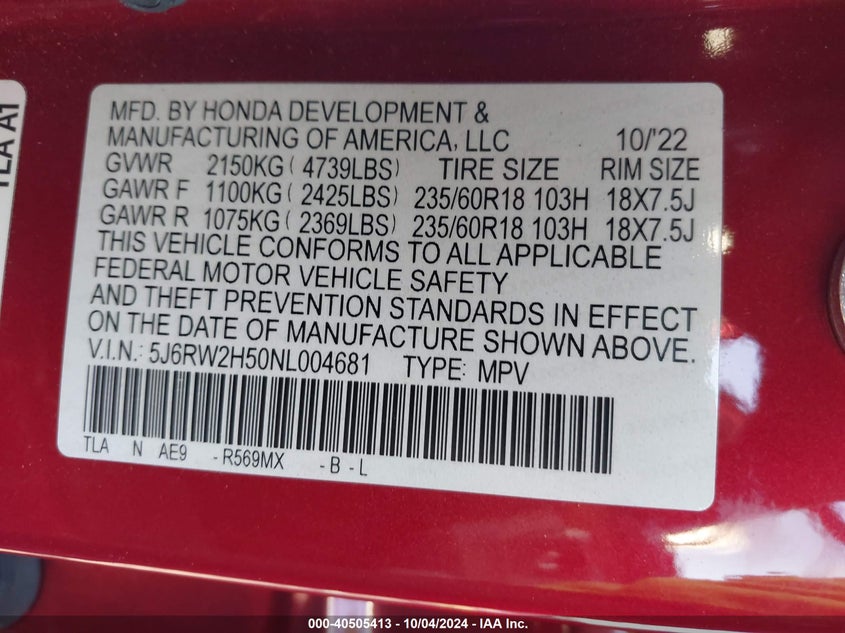 TLA A1
MFD. BY HONDA DEVELOPMENT &
MANUFACTURING OF AMERICA, LLC 10/'22
GVWR 2150KG ( 4739LBS) TIRE SIZE RIM SIZE
GAWR F 1100KG ( 2425LBS) 235/60R18 103H 18X7.5J
GAWR R 1075KG ( 2369LBS) 235/60R18 103H 18X7.5J
THIS VEHICLE CONFORMS TO ALL APPLICABLE
FEDERAL MOTOR VEHICLE SAFETY
AND THEFT PREVENTION STANDARDS IN EFFECT
ON THE DATE OF MANUFACTURE SHOWN ABOVE.
V.I.N.: 5J6RW2H50NL004681 TYPE: MPV
TLA N AE9 -R569MX -B-L
000-40505413 - 10/04/2024 - IAA Inc.